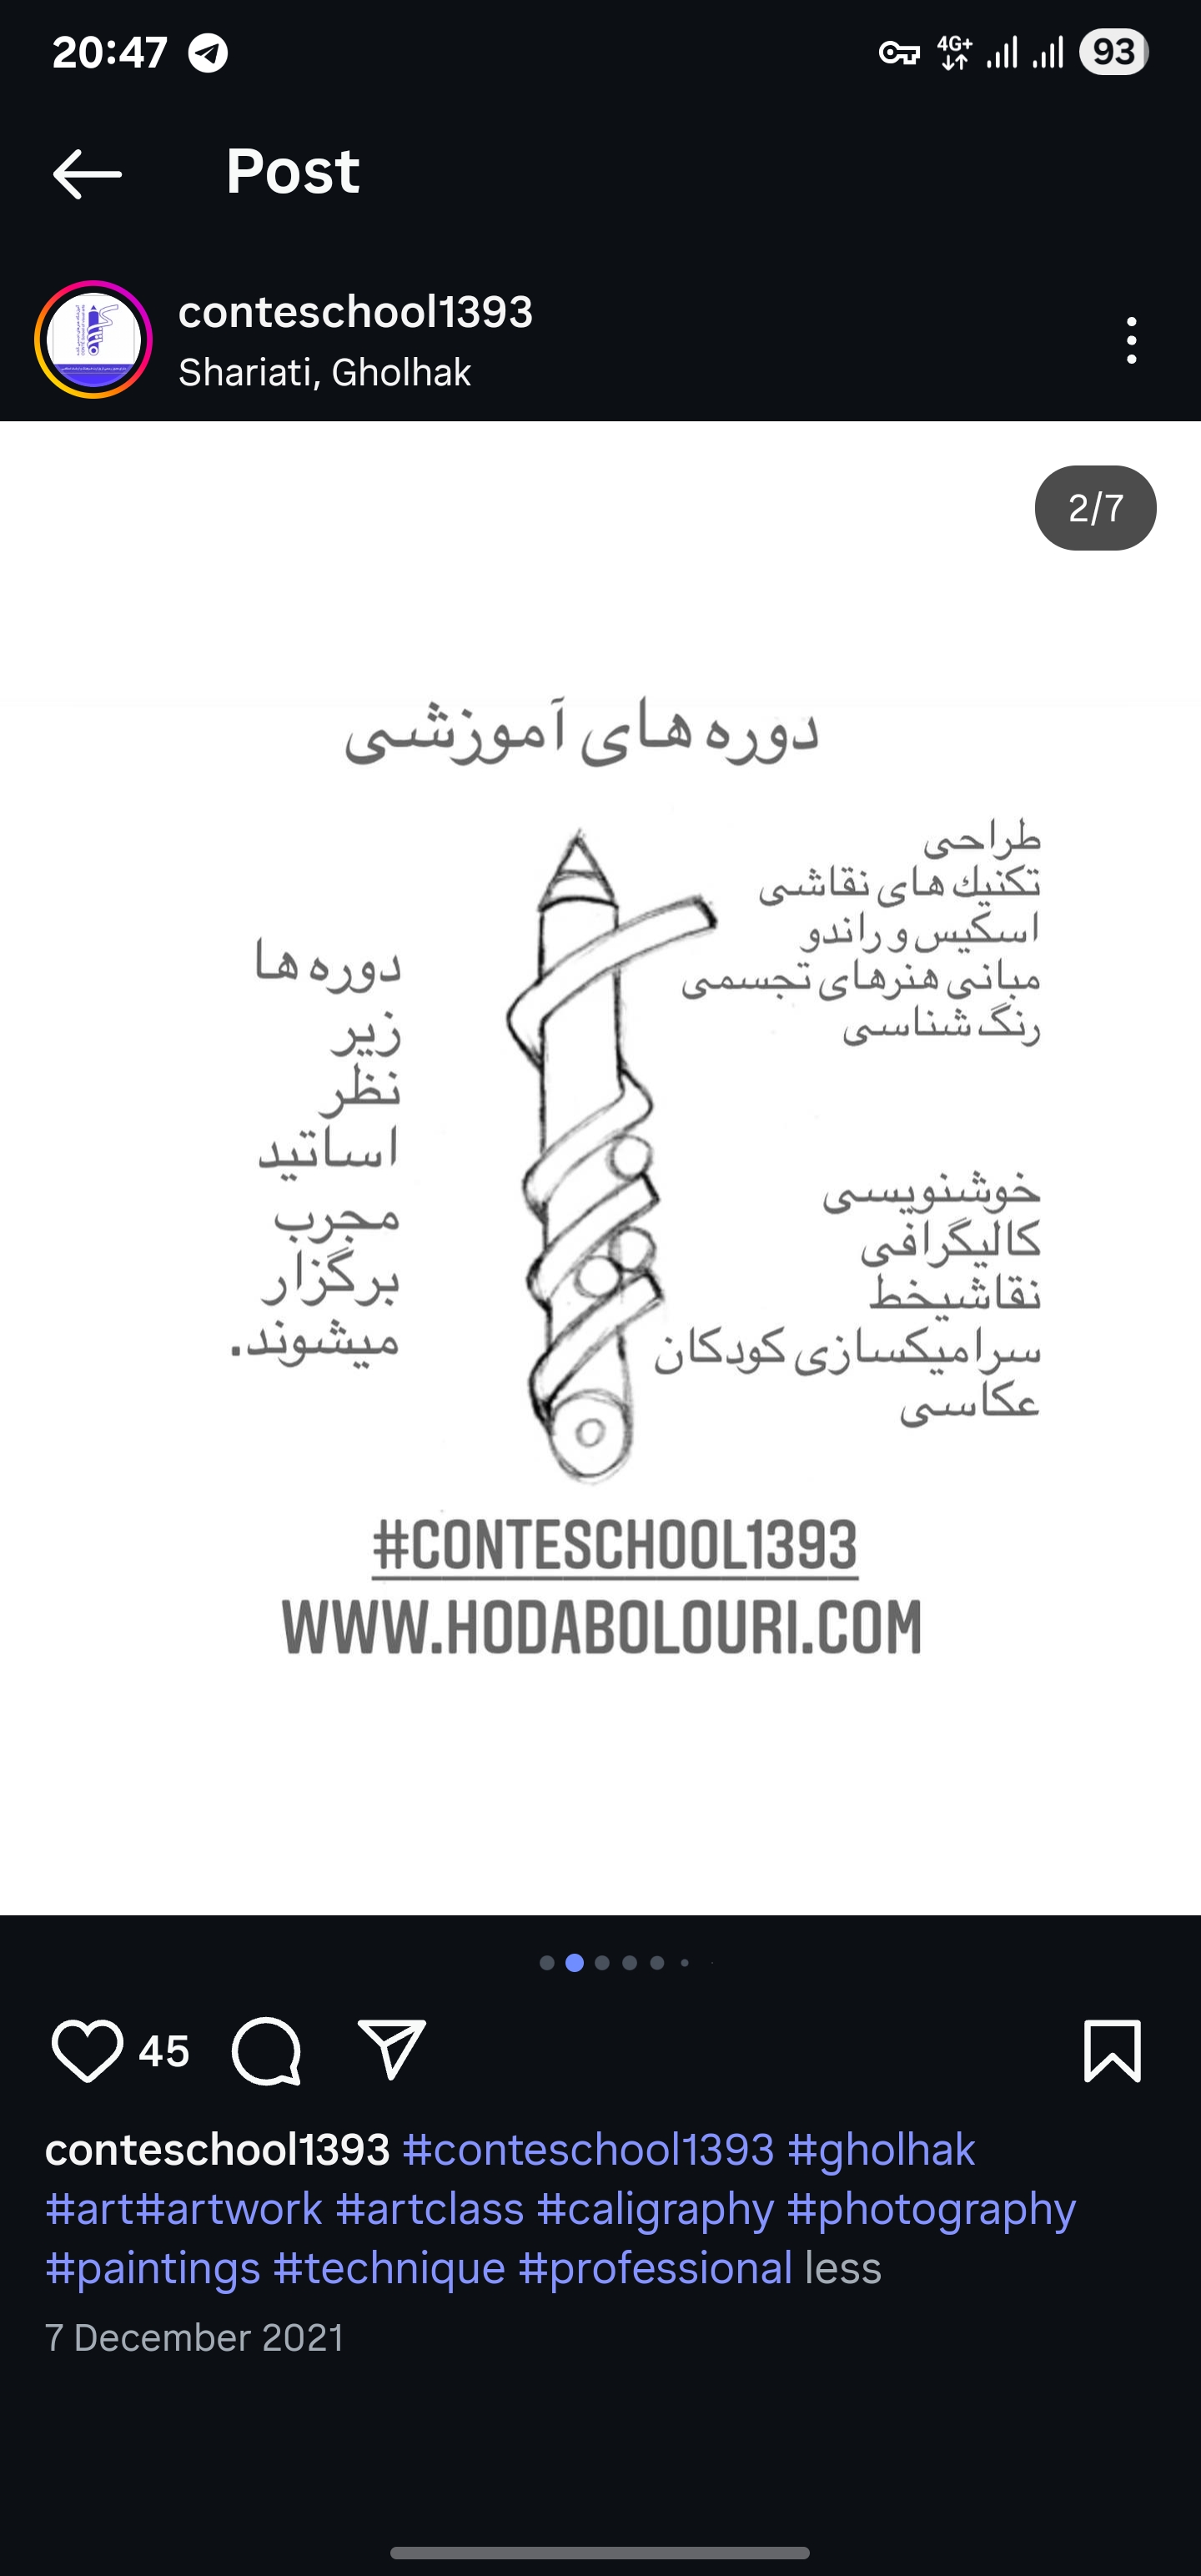 20:47
4G+
93
Post
conteschool1393
Shariati, Gholhak
2/7
دوره های آموزشی
طراحی
تکنیك های نقاشی
اسکیس و راندو
مبانی هنرهای تجسمی
رنگ شناسی
خوشنویسی
کالیگرافی
نقاشیخط
سرامیکسازی کودکان
عکاسی
دوره ها
زیر
نظر
اساتید
مجرب
برگزار
میشوند.
#CONTESCHOOL1393
WWW.HODABOLOURI.COM
45
conteschool1393 #conteschool1393 #gholhak
#art#artwork #artclass #caligraphy #photography
#paintings #technique #professional less
7 December 2021